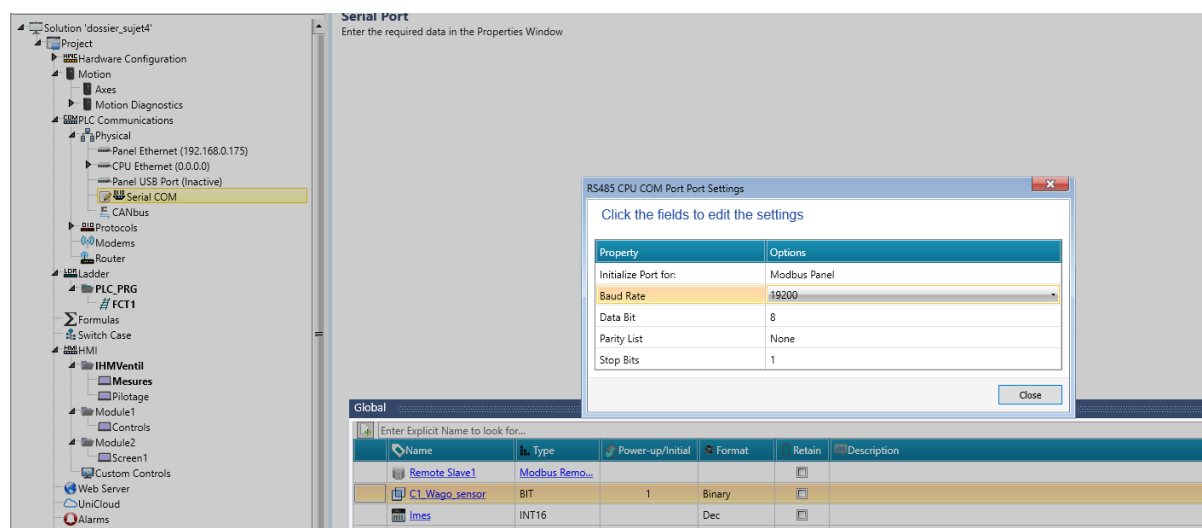 Serial Port
Enter the required data in the Properties Window
Solution 'dossier_sujet4'
Project
Hardware Configuration
Motion
Axes
Motion Diagnostics
PLC Communications
Physical
Panel Ethernet (192.168.0.175)
CPU Ethernet (0.0.0.0)
Panel USB Port (Inactive)
Serial COM
CANbus
Protocols
Modems
Router
Ladder
PLC_PRG
FCT1
Formulas
Switch Case
HMI
IHMVentil
Mesures
Pilotage
Module1
Controls
Module2
Screen1
Custom Controls
Web Server
UniCloud
Alarms
RS485 CPU COM Port Port Settings
Click the fields to edit the settings
Property Options
Initialize Port for: Modbus Panel
Baud Rate 19200
Data Bit 8
Parity List None
Stop Bits 1
Close
Global
Enter Explicit Name to look for...
Name Type Power-up/Initial Format Retain Description
Remote Slave1 Modbus Remo...
C1_Wago_sensor BIT 1 Binary
Imes INT16 Dec